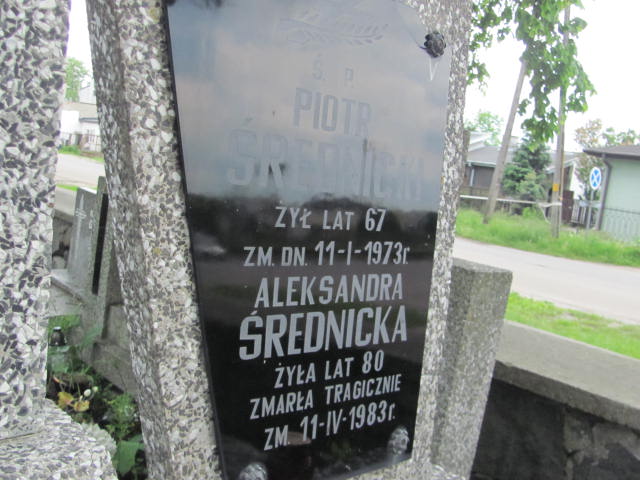 Ś. P.
PIOTR
ŚREDNICKI
ŻYŁ LAT 67
ZM. DN. 11-I-1973r.
ALEKSANDRA
ŚREDNICKA
ŻYŁA LAT 80
ZMARŁA TRAGICZNIE
ZM. 11-IV-1983r.